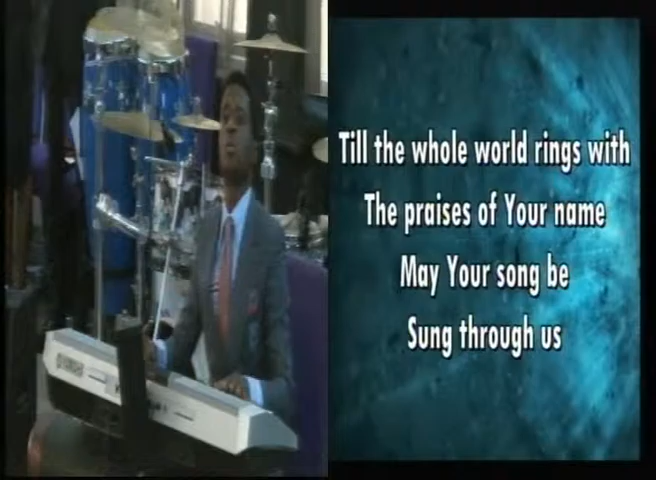 Till the whole world rings with
The praises of Your name
May Your song be
Sung through us